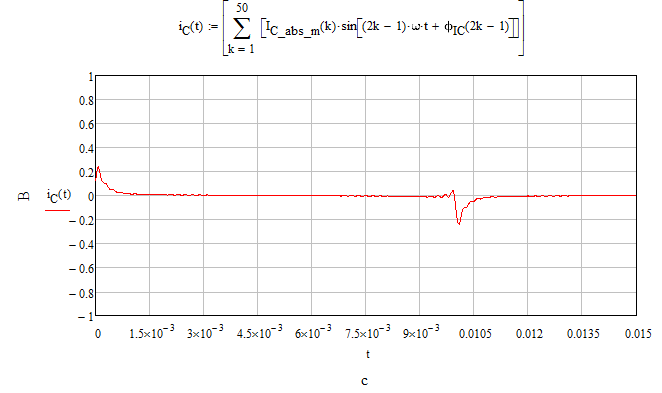 50
i_C(t) := [ ∑ [I_C_abs_m(k)·sin[(2k − 1)·ω·t + ϕ_IC(2k − 1)]] ]
k = 1
1
0.8
0.6
0.4
0.2
0
− 0.2
− 0.4
− 0.6
− 0.8
− 1
B
i_C(t)
0 1.5×10⁻³ 3×10⁻³ 4.5×10⁻³ 6×10⁻³ 7.5×10⁻³ 9×10⁻³ 0.0105 0.012 0.0135 0.015
t
с